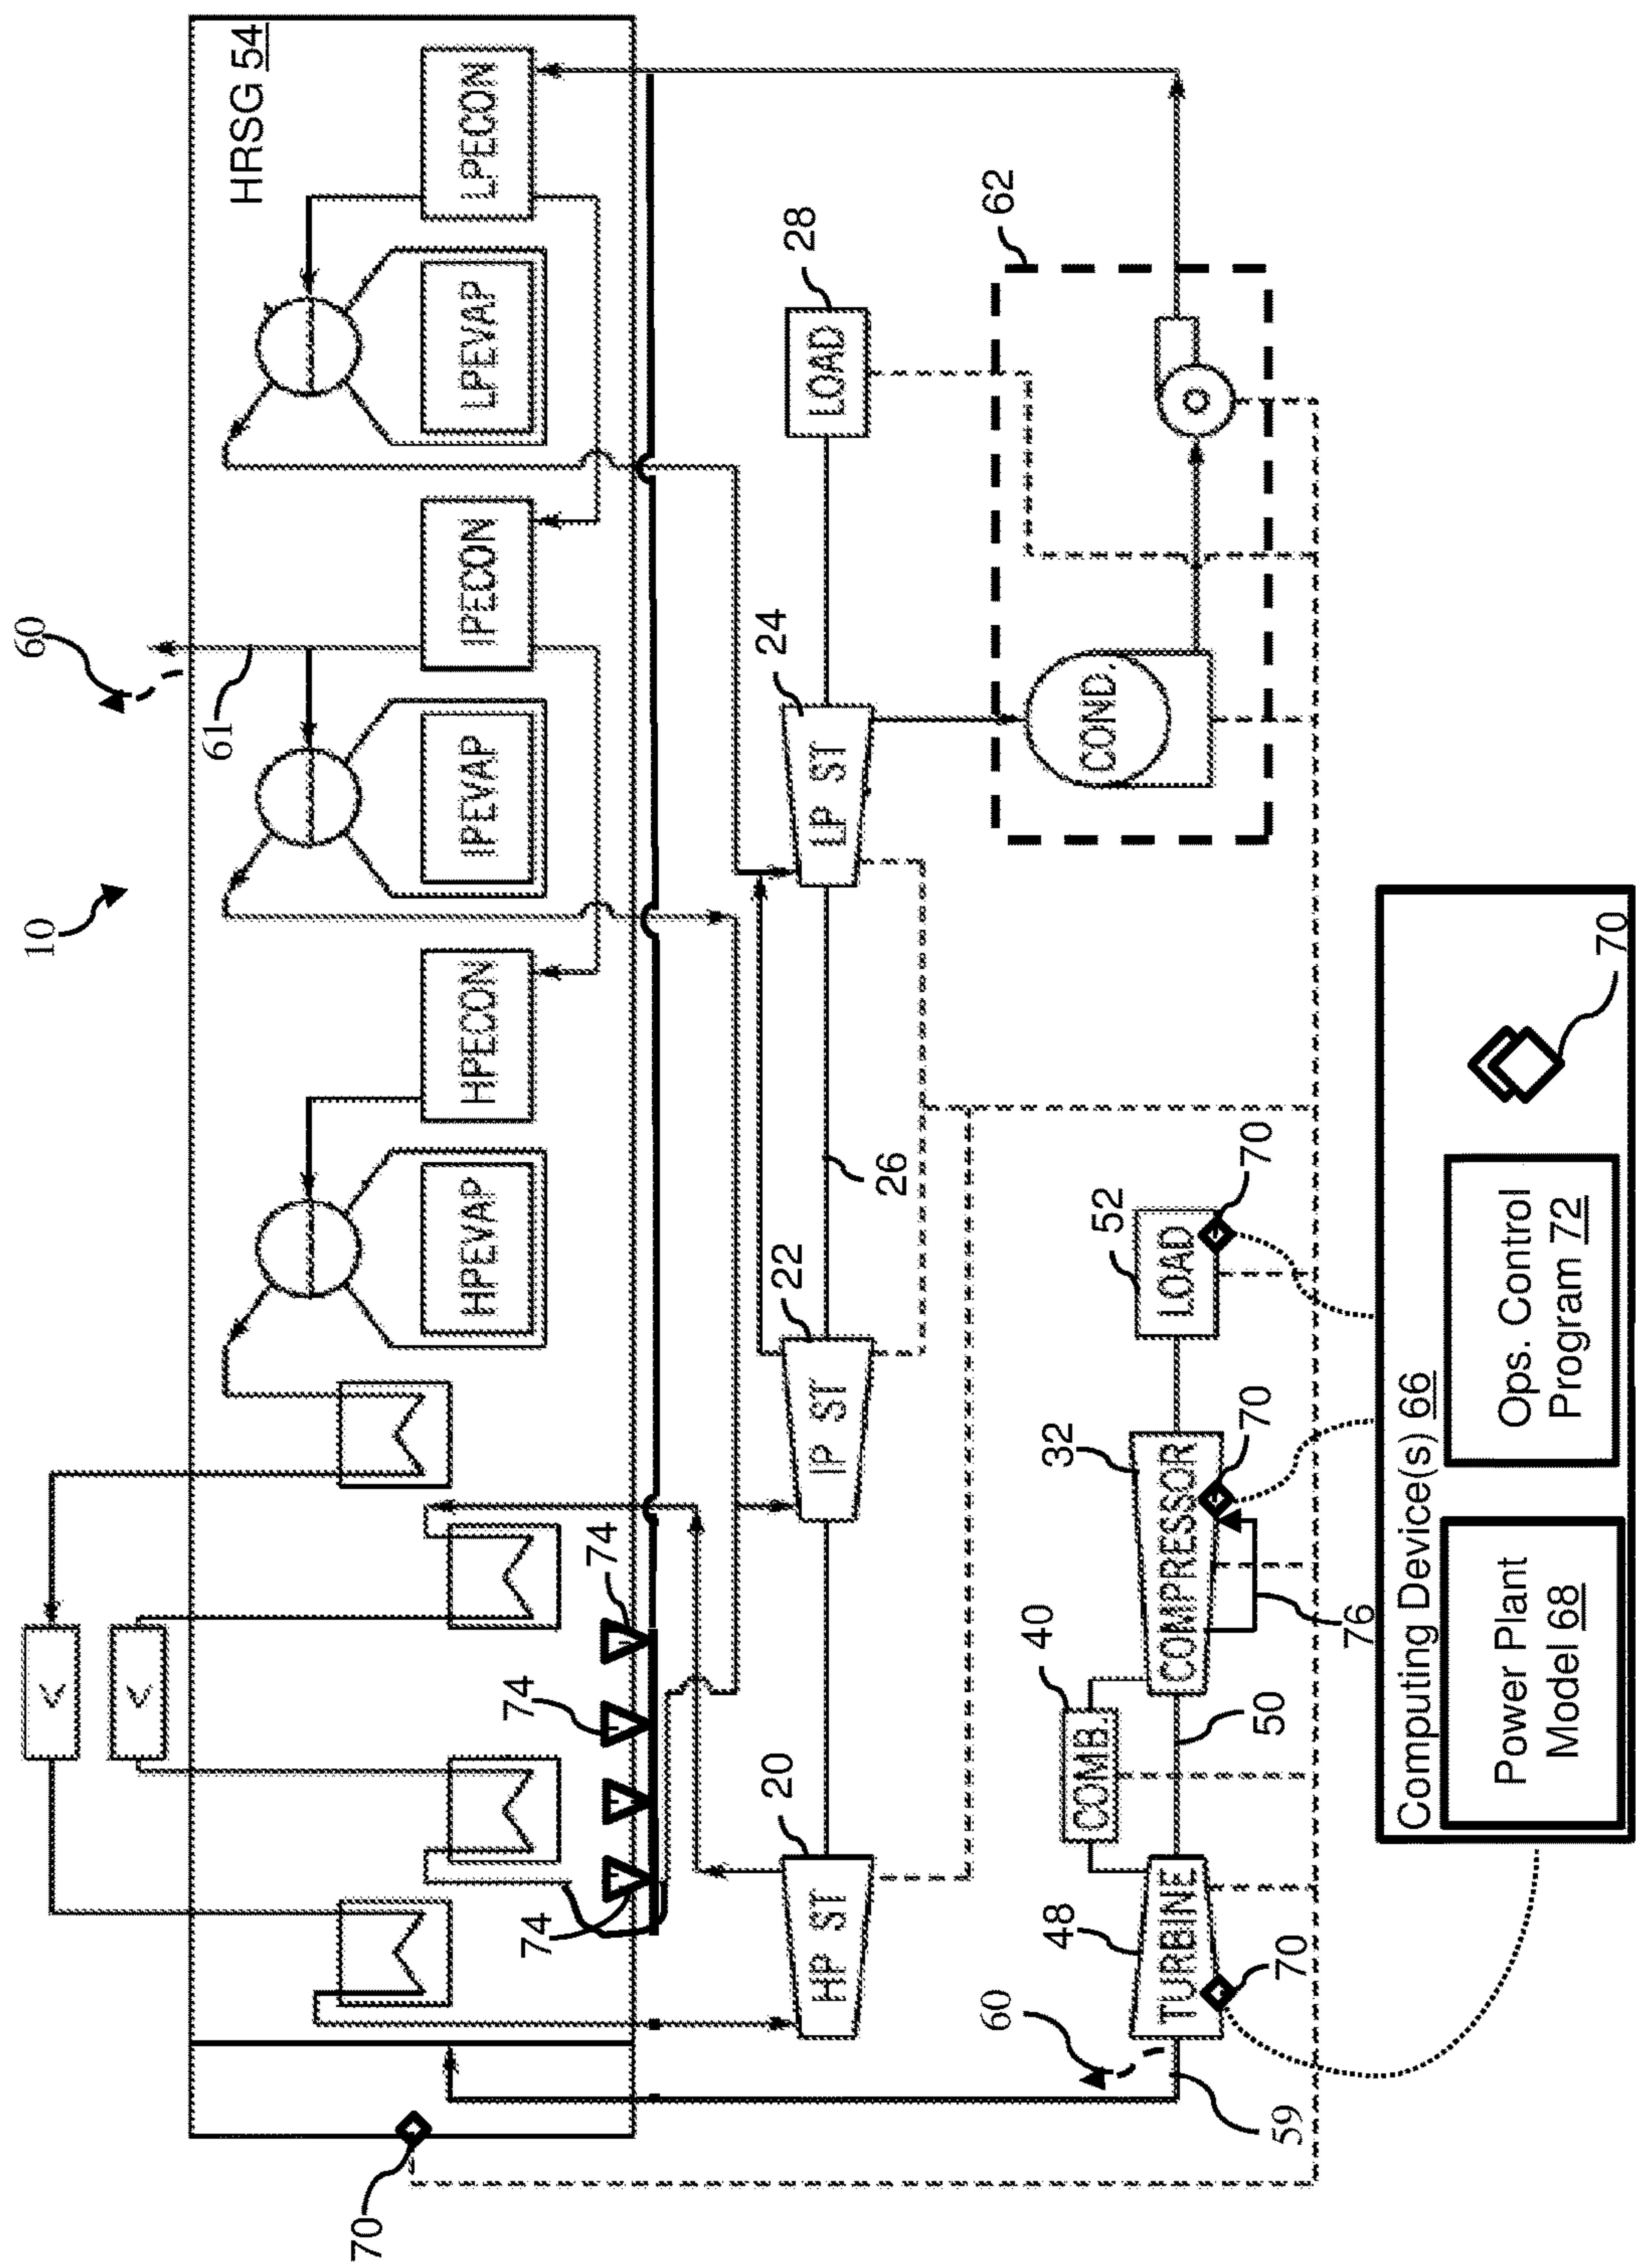 10
60
<
<
61
HRSG 54
70
HPEVAP
HPECON
IPEVAP
IPECON
LPEVAP
LPECON
74
74
74
20
22
24
28
HP ST
IP ST
LP ST
LOAD
26
62
COND.
60
48
40
32
52
COMB.
TURBINE
COMPRESSOR
LOAD
70
70
70
59
50
76
Computing Device(s) 66
Power Plant
Model 68
Ops. Control
Program 72
70